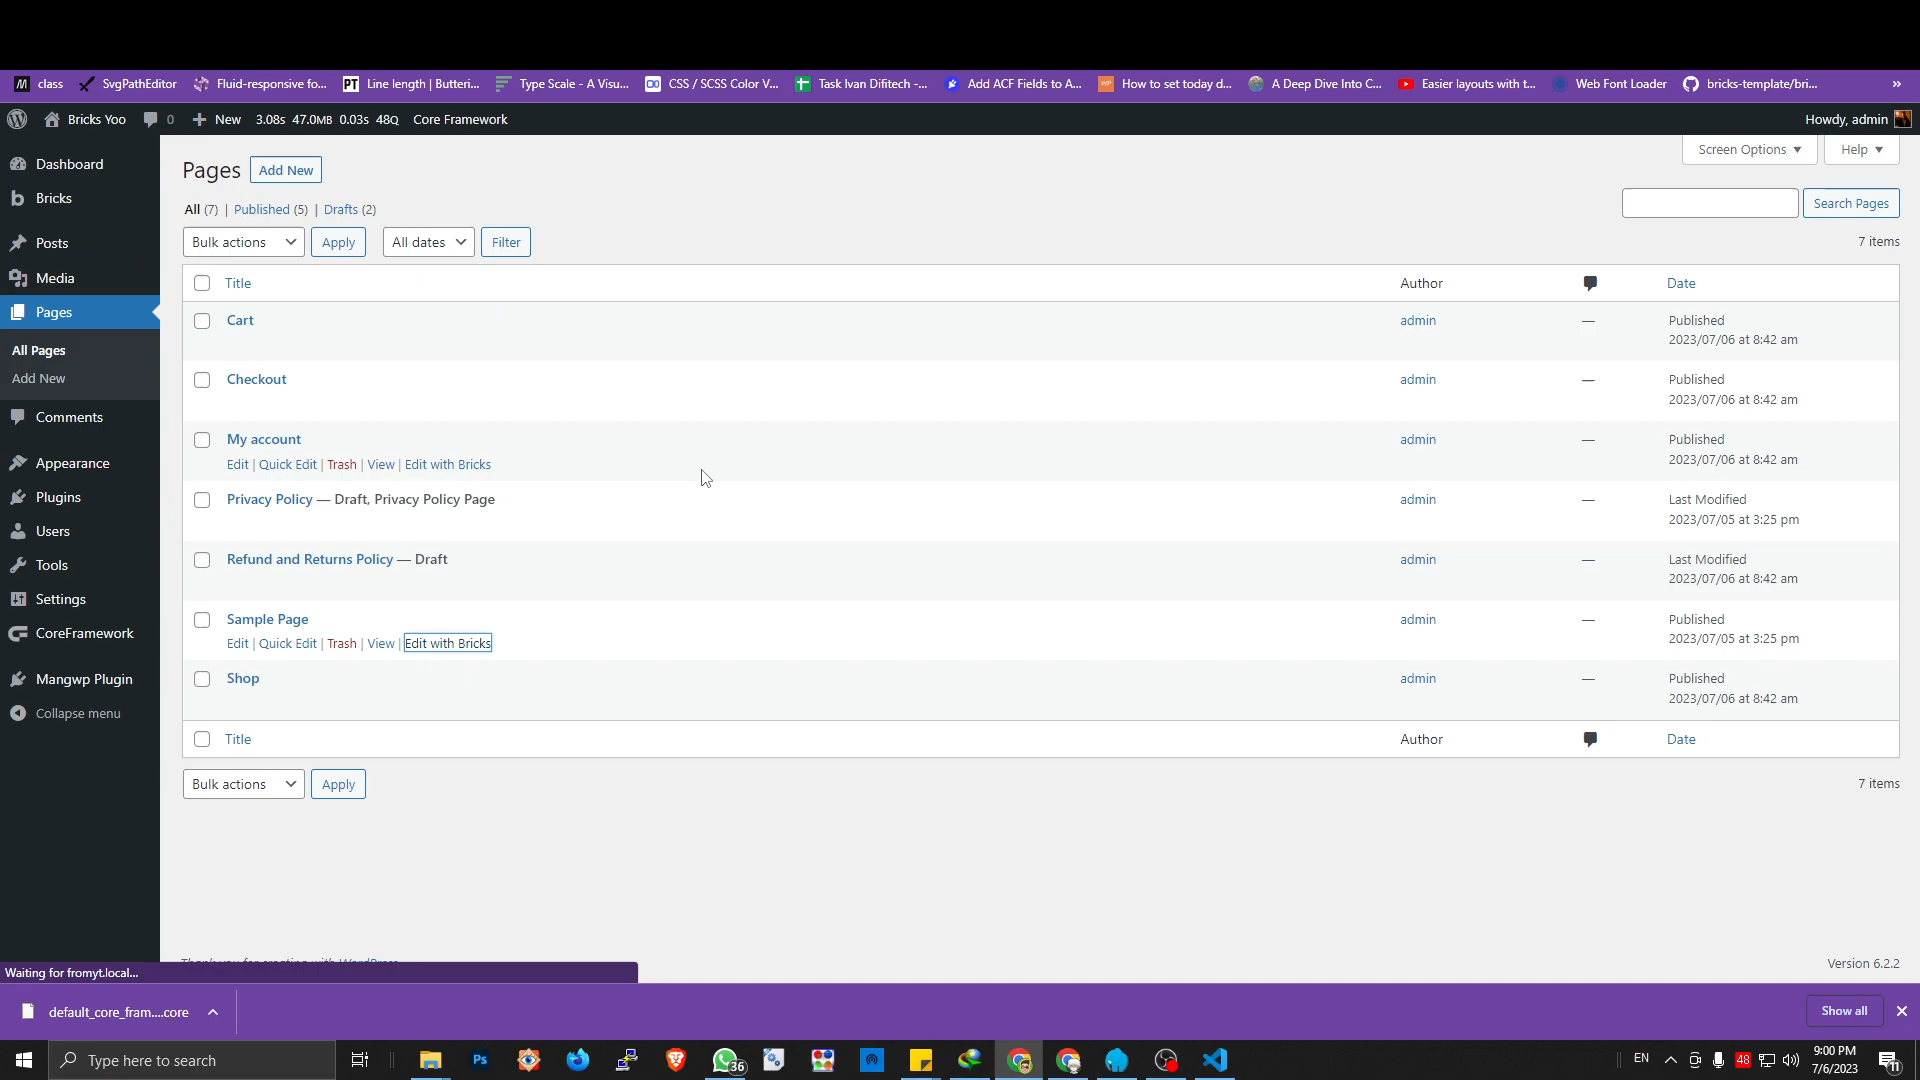 class
SvgPathEditor
Fluid-responsive fo...
PT Line length | Butteri...
Type Scale - A Visu...
CSS / SCSS Color V...
Task Ivan Difitech -...
Add ACF Fields to A...
WP How to set today d...
A Deep Dive Into C...
Easier layouts with t...
Web Font Loader
bricks-template/bri...
»
Bricks Yoo 0 New 3.08s 47.0MB 0.03s 48Q Core Framework Howdy, admin
Dashboard
Bricks
Posts
Media
Pages
All Pages
Add New
Comments
Appearance
Plugins
Users
Tools
Settings
CoreFramework
Mangwp Plugin
Collapse menu
Screen Options Help
Pages Add New
All (7) | Published (5) | Drafts (2)
Search Pages
Bulk actions Apply All dates Filter 7 items
Title Author Date
Cart admin — Published
2023/07/06 at 8:42 am
Checkout admin — Published
2023/07/06 at 8:42 am
My account admin — Published
2023/07/06 at 8:42 am
Edit | Quick Edit | Trash | View | Edit with Bricks
Privacy Policy — Draft, Privacy Policy Page admin — Last Modified
2023/07/05 at 3:25 pm
Refund and Returns Policy — Draft admin — Last Modified
2023/07/06 at 8:42 am
Sample Page admin — Published
2023/07/05 at 3:25 pm
Edit | Quick Edit | Trash | View | Edit with Bricks
Shop admin — Published
2023/07/06 at 8:42 am
Title Author Date
Bulk actions Apply 7 items
Thank you for creating with WordPress. Version 6.2.2
Waiting for fromyt.local...
default_core_fram....core Show all
Type here to search
Ps
36
EN
48
9:00 PM
7/6/2023
11